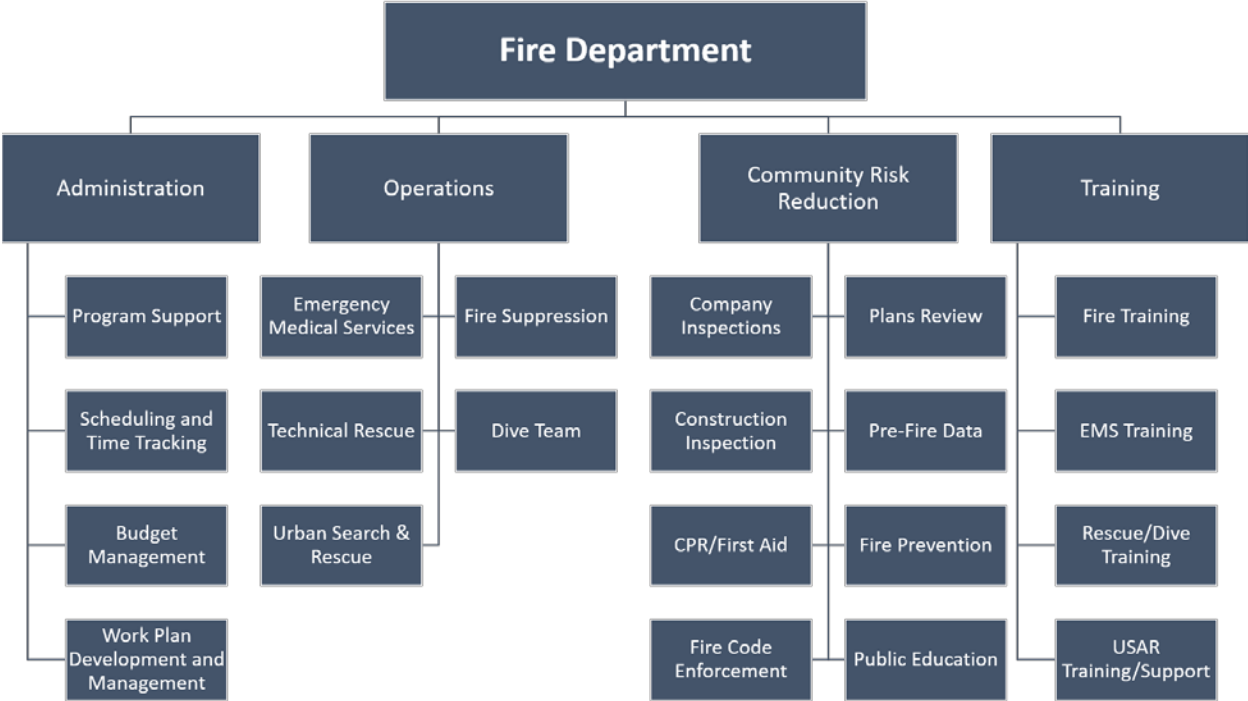 Fire Department
Administration
Operations
Community Risk
Reduction
Training
Program Support
Emergency
Medical Services
Fire Suppression
Company
Inspections
Plans Review
Fire Training
Scheduling and
Time Tracking
Technical Rescue
Dive Team
Construction
Inspection
Pre-Fire Data
EMS Training
Budget
Management
Urban Search &
Rescue
CPR/First Aid
Fire Prevention
Rescue/Dive
Training
Work Plan
Development and
Management
Fire Code
Enforcement
Public Education
USAR
Training/Support